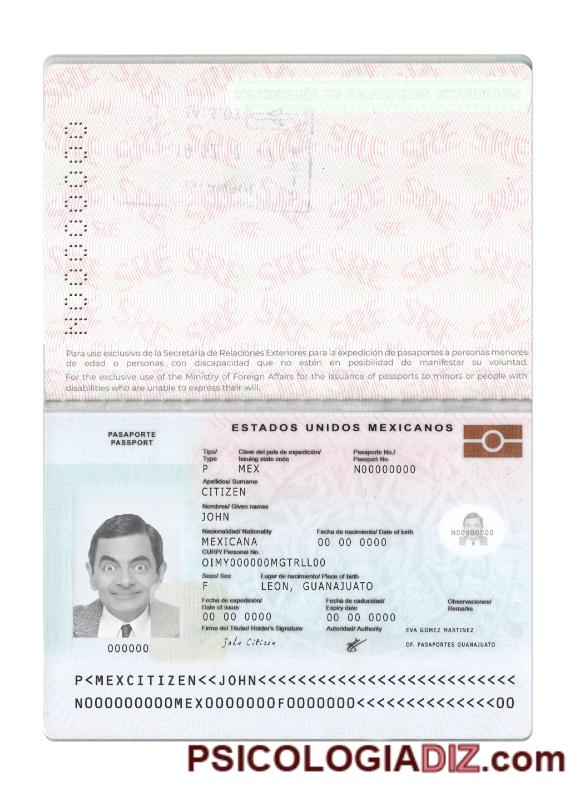 N00000000
Para uso exclusivo de la Secretaría de Relaciones Exteriores para la expedición de pasaportes a personas menores
de edad o personas con discapacidad que no estén en posibilidad de manifestar su voluntad.
For the exclusive use of the Ministry of Foreign Affairs for the issuance of passports to minors or people with
disabilities who are unable to express their will.
PASAPORTE
PASSPORT
ESTADOS UNIDOS MEXICANOS
Tipo/ Clave del país de expedición/ Pasaporte No./
Type Issuing state code Passport No.
P MEX N00000000
Apellidos/ Surname
CITIZEN
Nombres/ Given names
JOHN
Nacionalidad/ Nationality Fecha de nacimiento/ Date of birth
MEXICANA 00 00 0000
N00000000
CURP/ Personal No.
OIMY000000MGTRLL00
Sexo/ Sex Lugar de nacimiento/ Place of birth
F LEON, GUANAJUATO
Fecha de expedición/ Fecha de caducidad/ Observaciones/
Date of issue Expiry date Remarks
00 00 0000 00 00 0000
Firma del Titular/ Holder's Signature Autoridad/ Authority EVA GOMEZ MARTINEZ
John Citizen OF. PASAPORTES GUANAJUATO
000000
P<MEXCITIZEN<<JOHN<<<<<<<<<<<<<<<<<<<<<<<<<<
N000000000MEX0000000F0000000<<<<<<<<<<<<<<00
PSICOLOGIADIZ.com